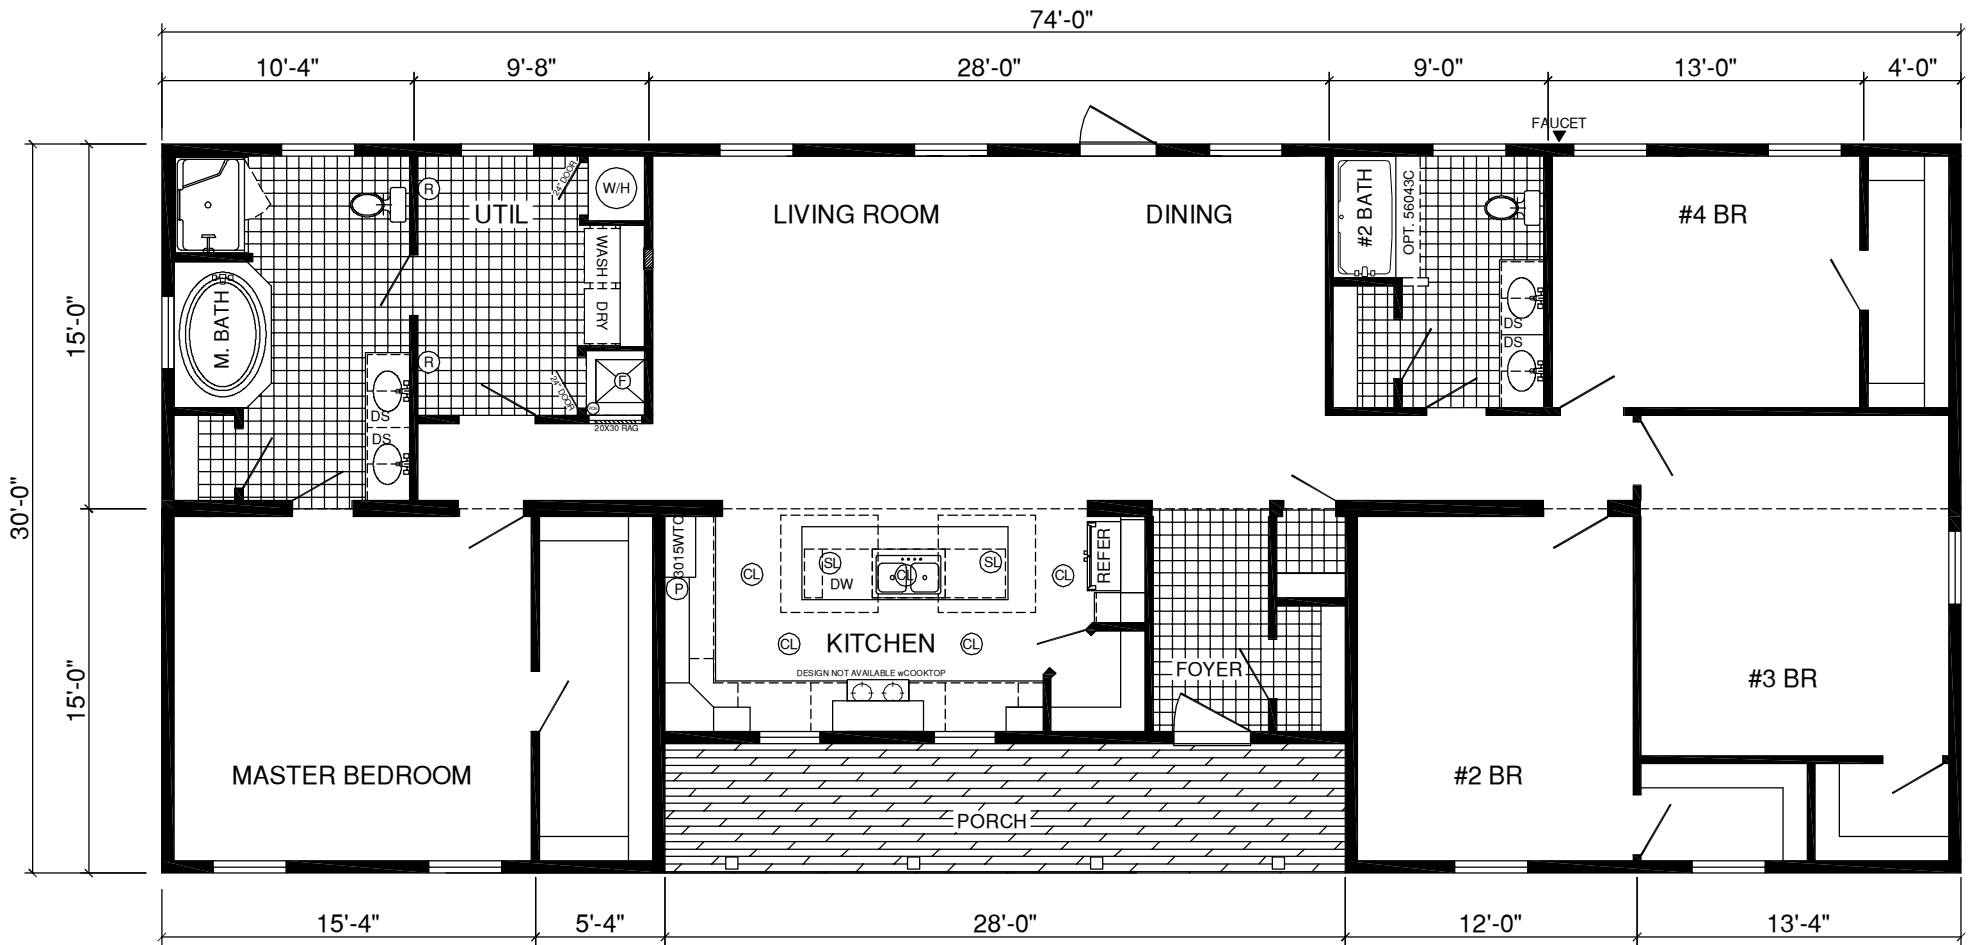 74'-0"
10'-4" 9'-8" 28'-0" 9'-0" 13'-0" 4'-0"
FAUCET
24" DOOR
W/H
R
UTIL
LIVING ROOM
DINING
#2 BATH
OPT. 56043C
#4 BR
WASH
DRY
M. BATH
15'-0"
R
24" DOOR
F
DS
DS
DS
DS
20X30 RAG
30'-0"
3015WTC
P
CL
SL
DW
CL
SL
CL
REFER
CL
KITCHEN
CL
DESIGN NOT AVAILABLE wCOOKTOP
FOYER
#3 BR
15'-0"
MASTER BEDROOM
#2 BR
PORCH
15'-4" 5'-4" 28'-0" 12'-0" 13'-4"